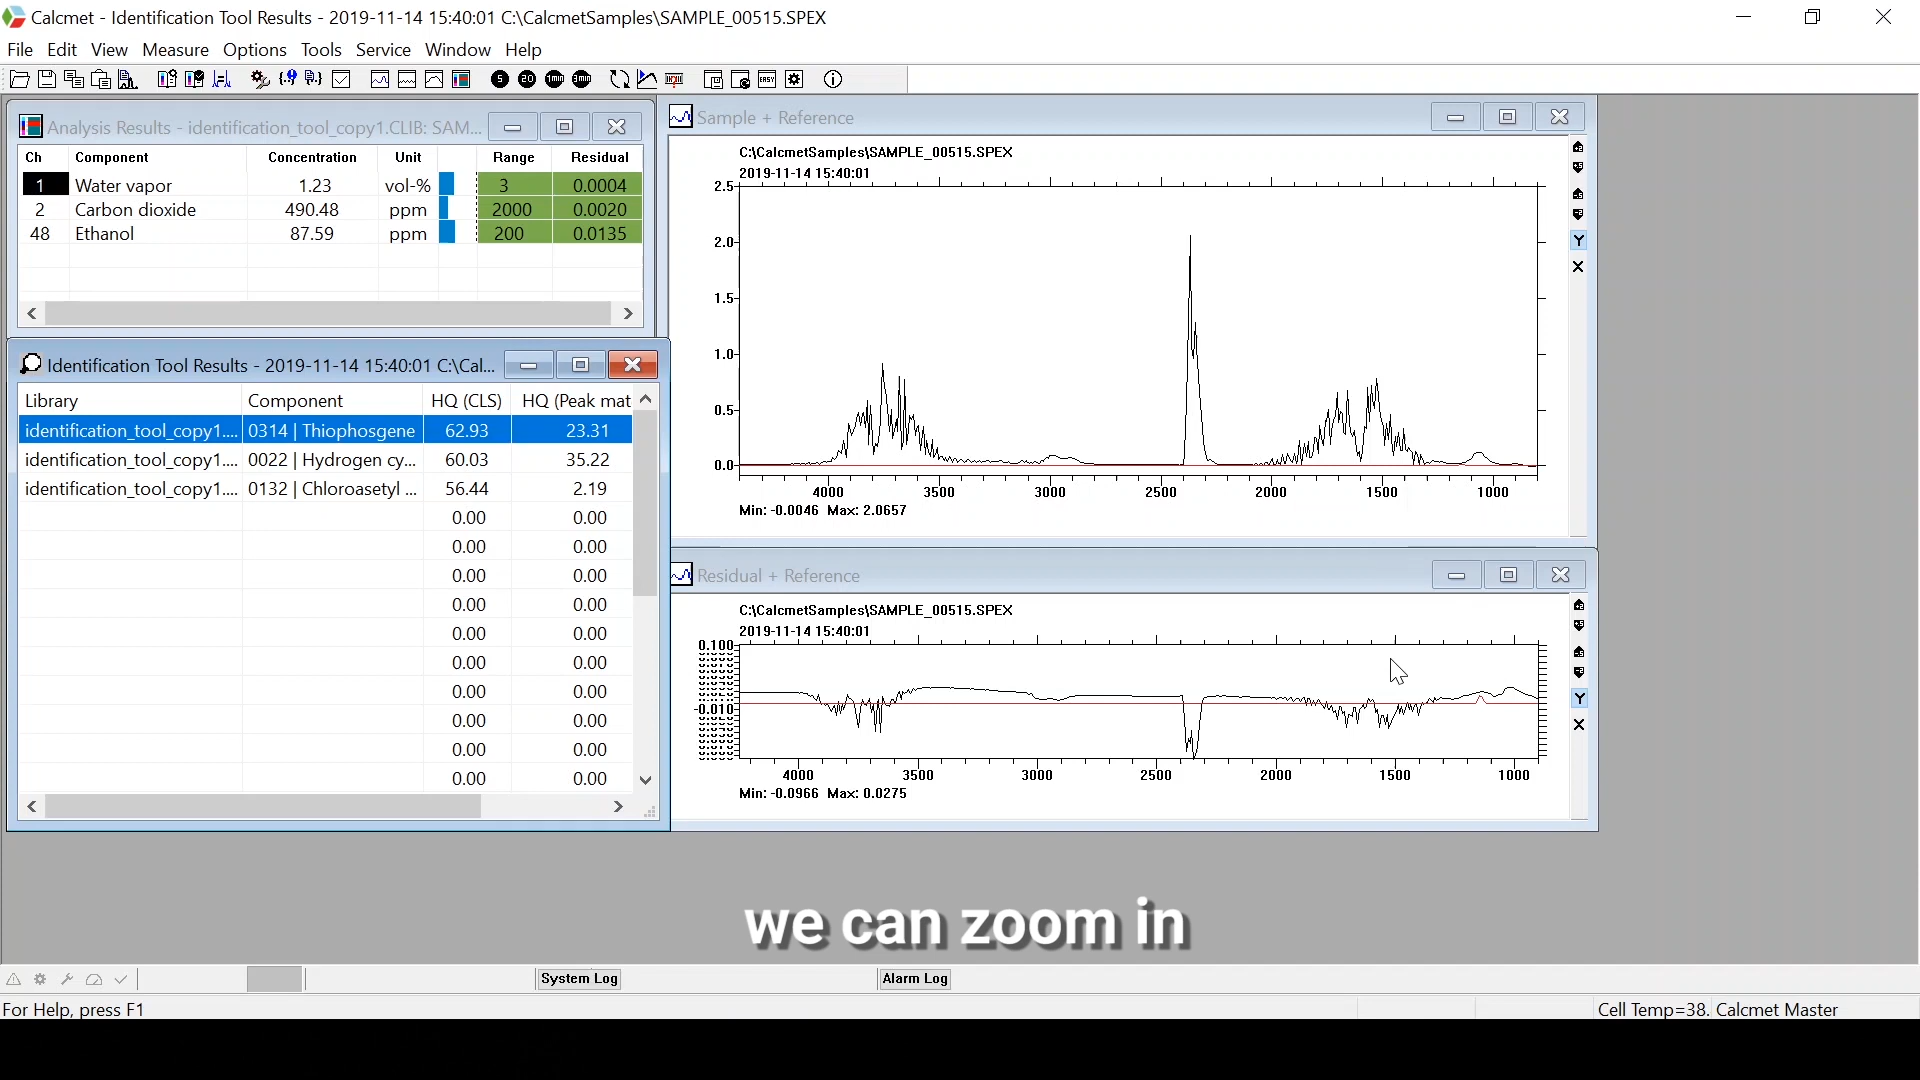 Calcmet - Identification Tool Results - 2019-11-14 15:40:01 C:\CalcmetSamples\SAMPLE_00515.SPEX
File Edit View Measure Options Tools Service Window Help
5 20 1min 3min EASY
Analysis Results - identification_tool_copy1.CLIB: SAM...
Ch Component Concentration Unit Range Residual
1 Water vapor 1.23 vol-% 3 0.0004
2 Carbon dioxide 490.48 ppm 2000 0.0020
48 Ethanol 87.59 ppm 200 0.0135
Identification Tool Results - 2019-11-14 15:40:01 C:\Cal...
Library Component HQ (CLS) HQ (Peak mat
identification_tool_copy1.... 0314 | Thiophosgene 62.93 23.31
identification_tool_copy1.... 0022 | Hydrogen cy... 60.03 35.22
identification_tool_copy1.... 0132 | Chloroasetyl ... 56.44 2.19
0.00 0.00
0.00 0.00
0.00 0.00
0.00 0.00
0.00 0.00
0.00 0.00
0.00 0.00
0.00 0.00
0.00 0.00
0.00 0.00
Sample + Reference
C:\CalcmetSamples\SAMPLE_00515.SPEX
2019-11-14 15:40:01
2.5
2.0
1.5
1.0
0.5
0.0
4000 3500 3000 2500 2000 1500 1000
Min: -0.0046 Max: 2.0657
Y
X
Residual + Reference
C:\CalcmetSamples\SAMPLE_00515.SPEX
2019-11-14 15:40:01
0.100
-0.010
4000 3500 3000 2500 2000 1500 1000
Min: -0.0966 Max: 0.0275
Y
X
we can zoom in
System Log Alarm Log
For Help, press F1 Cell Temp=38. Calcmet Master